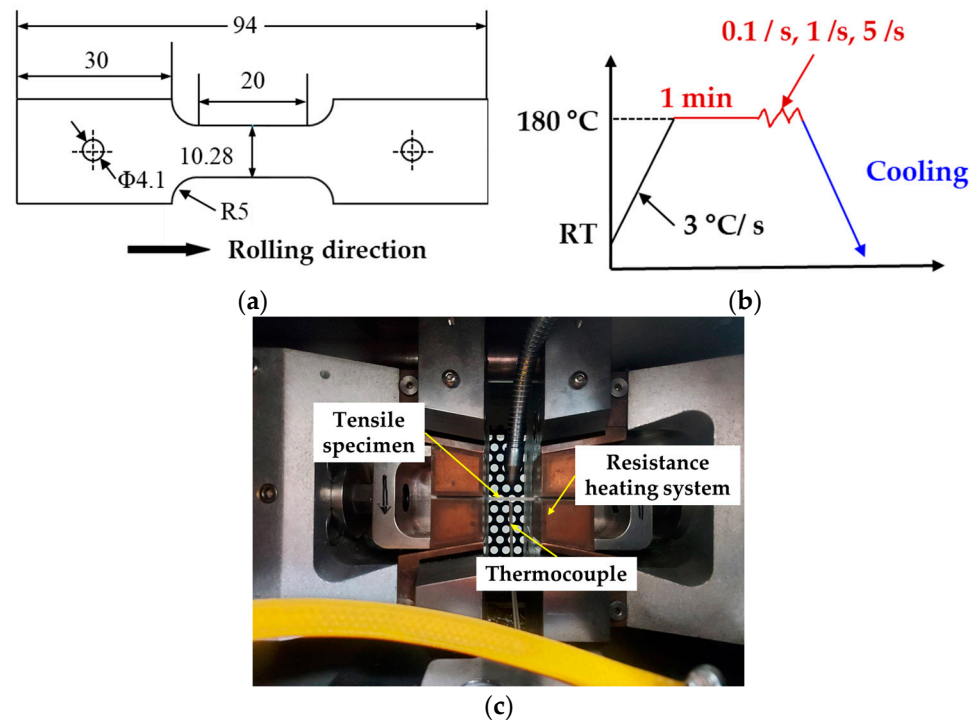 94
30
20
10.28
Φ4.1
R5
Rolling direction
(a)
0.1 / s, 1 /s, 5 /s
1 min
180 °C
Cooling
RT
3 °C/ s
(b)
Tensile
specimen
Resistance
heating system
Thermocouple
(c)